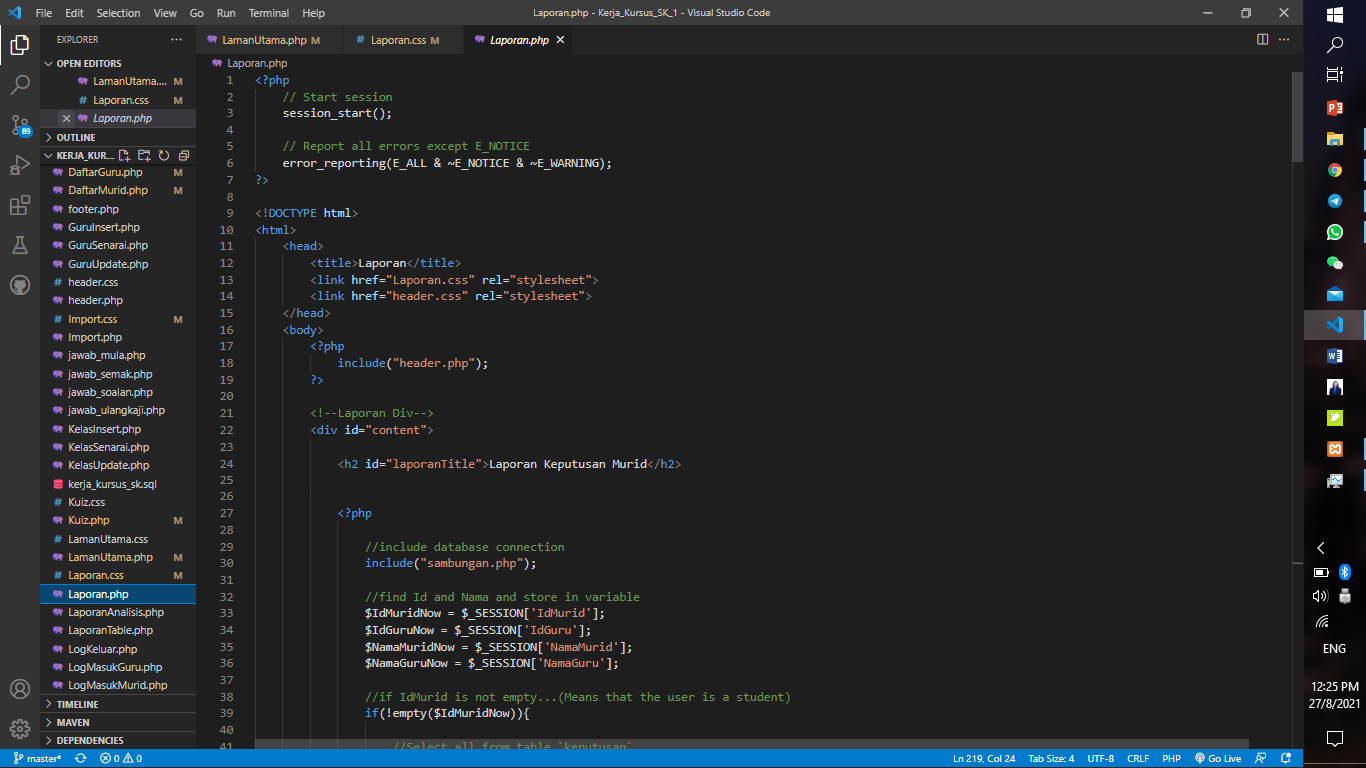 File Edit Selection View Go Run Terminal Help
Laporan.php - Kerja_Kursus_SK_1 - Visual Studio Code
EXPLORER
OPEN EDITORS
LamanUtama.... M
Laporan.css M
Laporan.php
OUTLINE
KERJA_KUR...
DaftarGuru.php M
DaftarMurid.php M
footer.php
GuruInsert.php
GuruSenarai.php
GuruUpdate.php
header.css
header.php
Import.css M
Import.php
jawab_mula.php
jawab_semak.php
jawab_soalan.php
jawab_ulangkaji.php
KelasInsert.php
KelasSenarai.php
KelasUpdate.php
kerja_kursus_sk.sql
Kuiz.css
Kuiz.php M
LamanUtama.css
LamanUtama.php M
Laporan.css M
Laporan.php
LaporanAnalisis.php
LaporanTable.php
LogKeluar.php
LogMasukGuru.php
LogMasukMurid.php
TIMELINE
MAVEN
DEPENDENCIES
89
LamanUtama.php M
# Laporan.css M
Laporan.php
Laporan.php
1 <?php
2 // Start session
3 session_start();
4
5 // Report all errors except E_NOTICE
6 error_reporting(E_ALL & ~E_NOTICE & ~E_WARNING);
7 ?>
8
9 <!DOCTYPE html>
10 <html>
11 <head>
12 <title>Laporan</title>
13 <link href="Laporan.css" rel="stylesheet">
14 <link href="header.css" rel="stylesheet">
15 </head>
16 <body>
17 <?php
18 include("header.php");
19 ?>
20
21 <!--Laporan Div-->
22 <div id="content">
23
24 <h2 id="laporanTitle">Laporan Keputusan Murid</h2>
25
26
27 <?php
28
29 //include database connection
30 include("sambungan.php");
31
32 //find Id and Nama and store in variable
33 $IdMuridNow = $_SESSION['IdMurid'];
34 $IdGuruNow = $_SESSION['IdGuru'];
35 $NamaMuridNow = $_SESSION['NamaMurid'];
36 $NamaGuruNow = $_SESSION['NamaGuru'];
37
38 //if IdMurid is not empty...(Means that the user is a student)
39 if(!empty($IdMuridNow)){
40
41 //Select all from table `keputusan`
master* 0 0
Ln 219, Col 24 Tab Size: 4 UTF-8 CRLF PHP Go Live
ENG
12:25 PM
27/8/2021